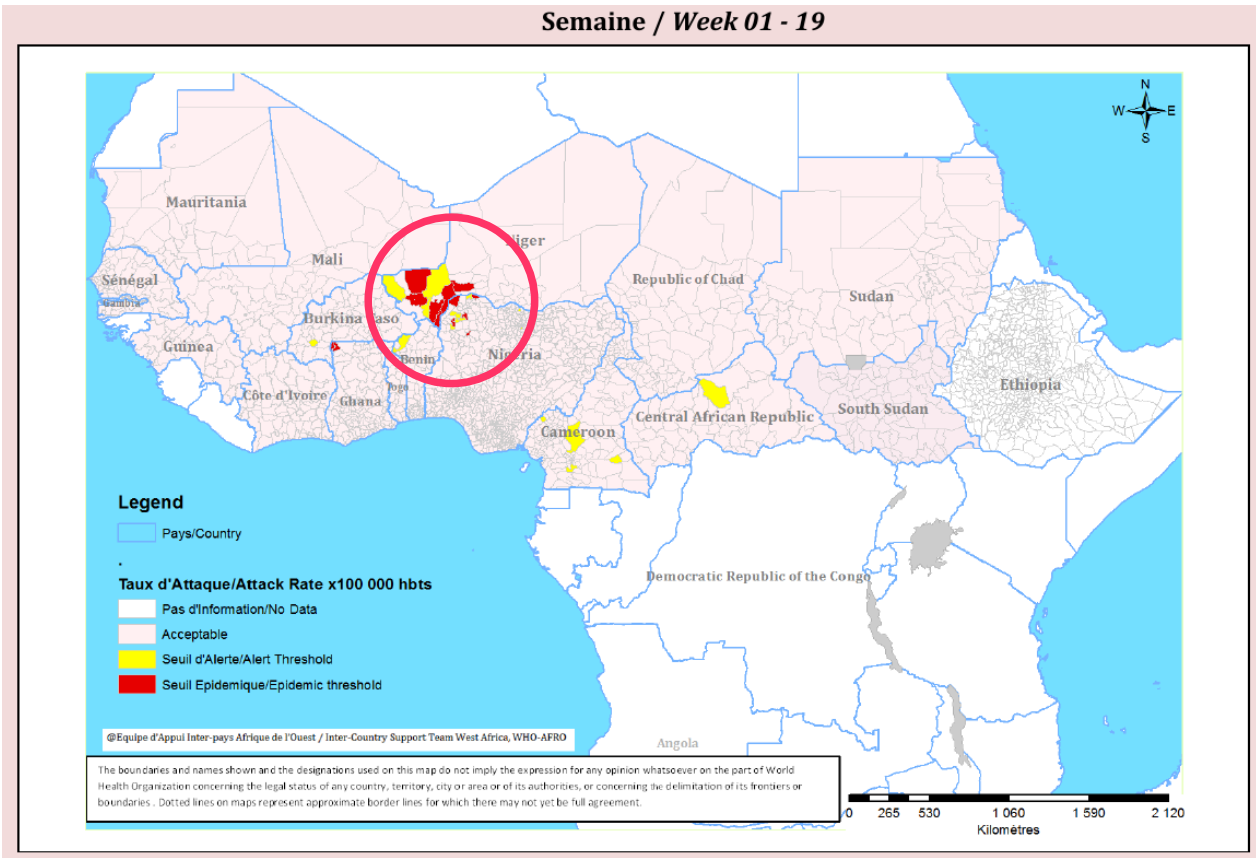 Semaine / Week 01 - 19
N
W E
S
Mauritania
Niger
Mali
Republic of Chad
Sénégal
Sudan
Gambia
Burkina Faso
Guinea
Nigeria
Benin
Togo
Ethiopia
Côte d'Ivoire
Ghana
South Sudan
Central African Republic
Cameroon
Legend
Pays/Country
.
Democratic Republic of the Congo
Taux d'Attaque/Attack Rate x100 000 hbts
Pas d'Information/No Data
Acceptable
Seuil d'Alerte/Alert Threshold
Seuil Epidemique/Epidemic threshold
@Equipe d'Appui Inter-pays Afrique de l'Ouest / Inter-Country Support Team West Africa, WHO-AFRO
Angola
The boundaries and names shown and the designations used on this map do not imply the expression for any opinion whatsoever on the part of World
Health Organization concerning the legal status of any country, territory, city or area or of its authorities, or concerning the delimitation of its frontiers or
boundaries . Dotted lines on maps represent approximate border lines for which there may not yet be full agreement.
0 265 530 1 060 1 590 2 120
Kilomètres